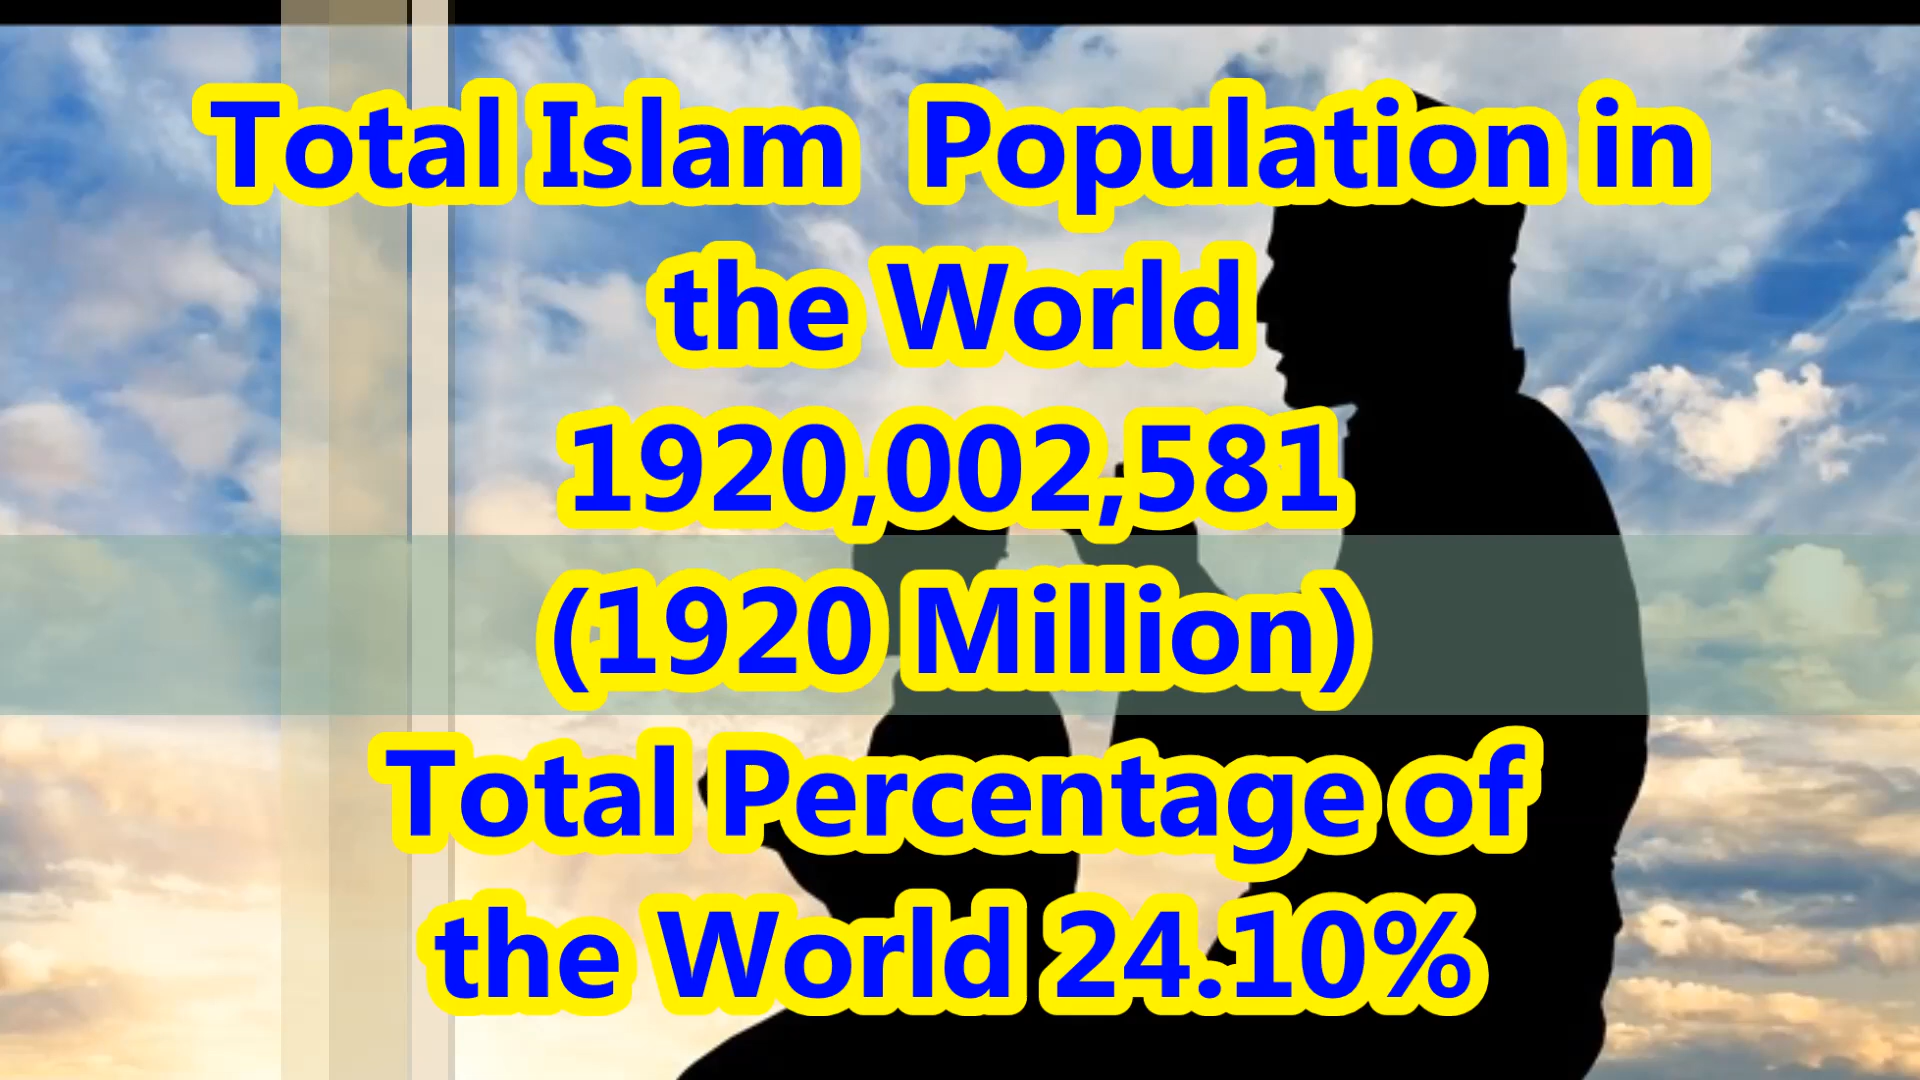 Total Islam  Population in
the World
1920,002,581
(1920 Million)
Total Percentage of
the World 24.10%